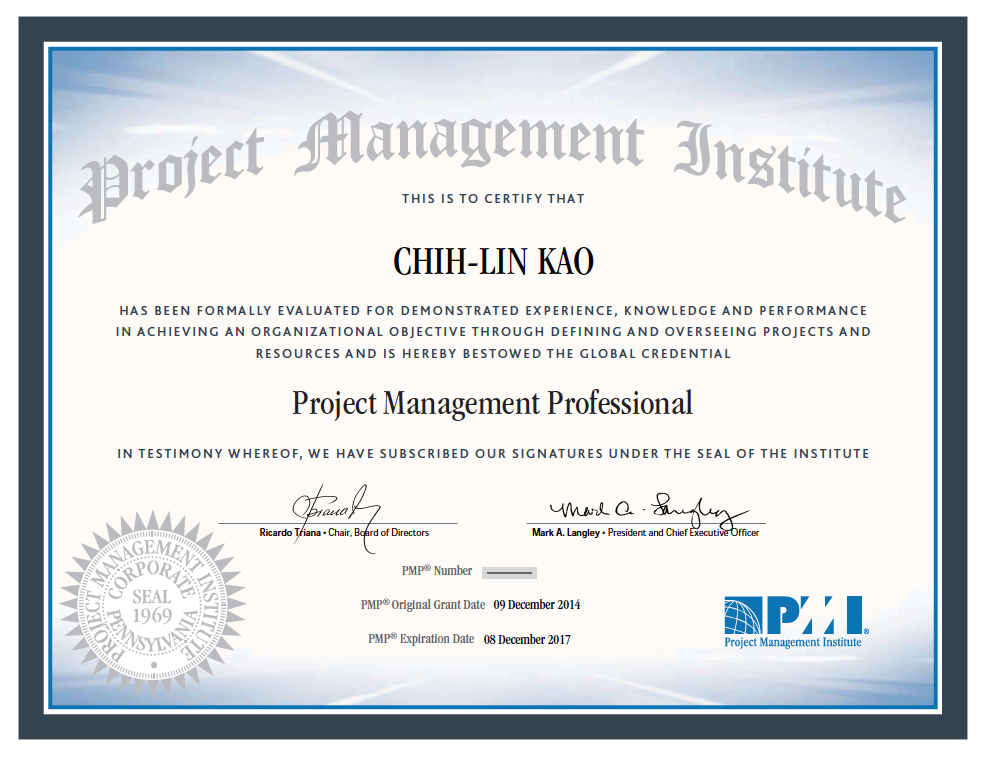 Project Management Institute
THIS IS TO CERTIFY THAT
CHIH-LIN KAO
HAS BEEN FORMALLY EVALUATED FOR DEMONSTRATED EXPERIENCE, KNOWLEDGE AND PERFORMANCE
IN ACHIEVING AN ORGANIZATIONAL OBJECTIVE THROUGH DEFINING AND OVERSEEING PROJECTS AND
RESOURCES AND IS HEREBY BESTOWED THE GLOBAL CREDENTIAL
Project Management Professional
IN TESTIMONY WHEREOF, WE HAVE SUBSCRIBED OUR SIGNATURES UNDER THE SEAL OF THE INSTITUTE
Mark A. Langley
Ricardo Triana • Chair, Board of Directors
Mark A. Langley • President and Chief Executive Officer
PMP® Number
PMP® Original Grant Date 09 December 2014
PMP® Expiration Date 08 December 2017
PROJECT MANAGEMENT INSTITUTE
CORPORATE
SEAL
1969
PENNSYLVANIA
PMI®
Project Management Institute